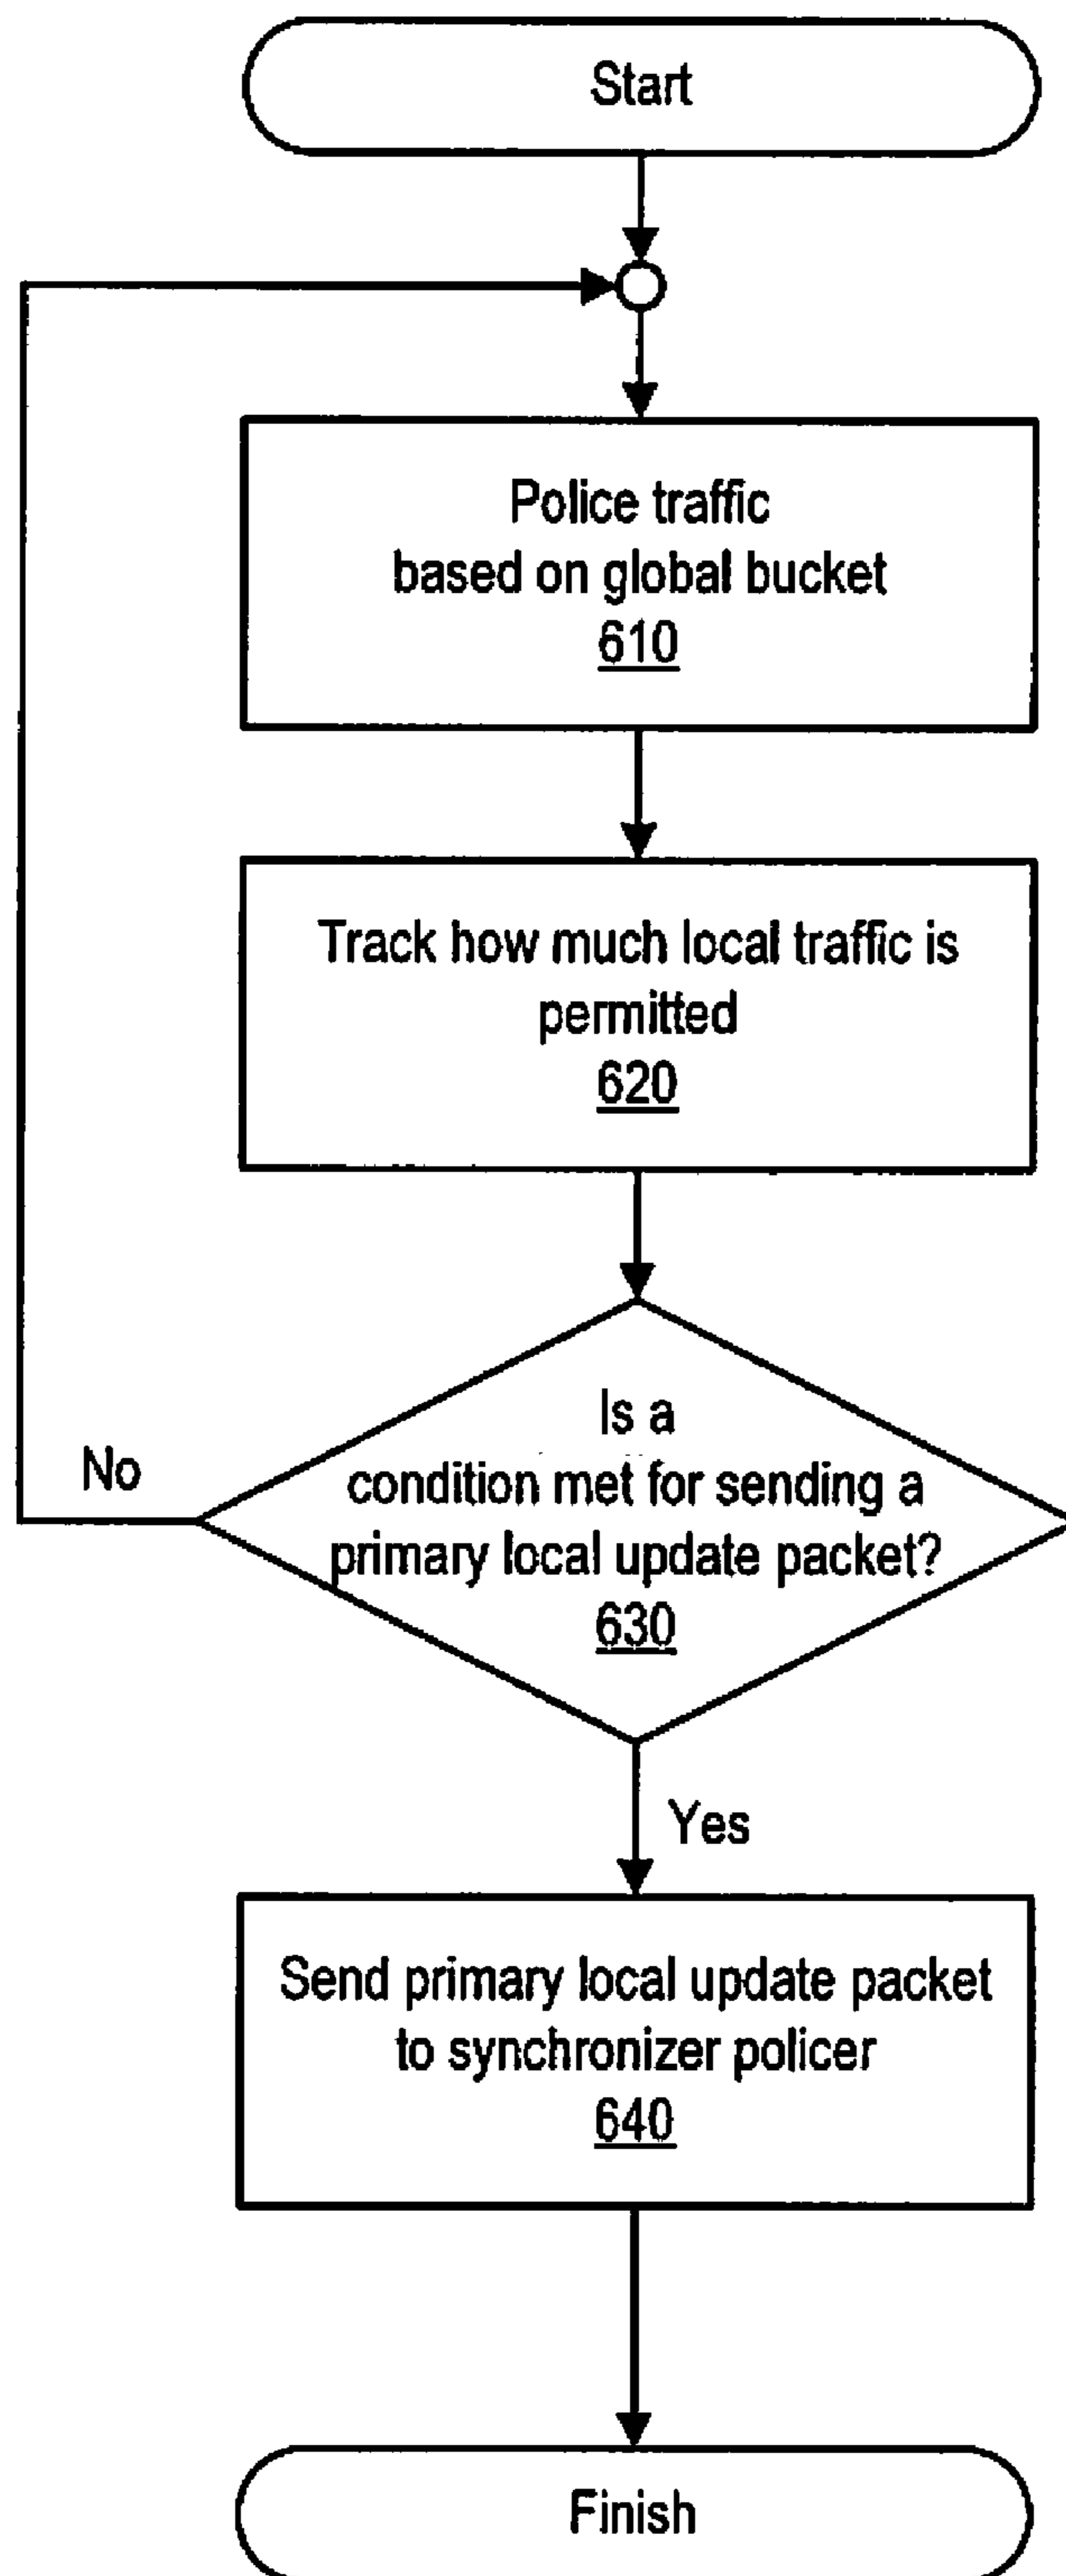 Start
Police traffic
based on global bucket
610
Track how much local traffic is
permitted
620
Is a
condition met for sending a
primary local update packet?
630
No
Yes
Send primary local update packet
to synchronizer policer
640
Finish